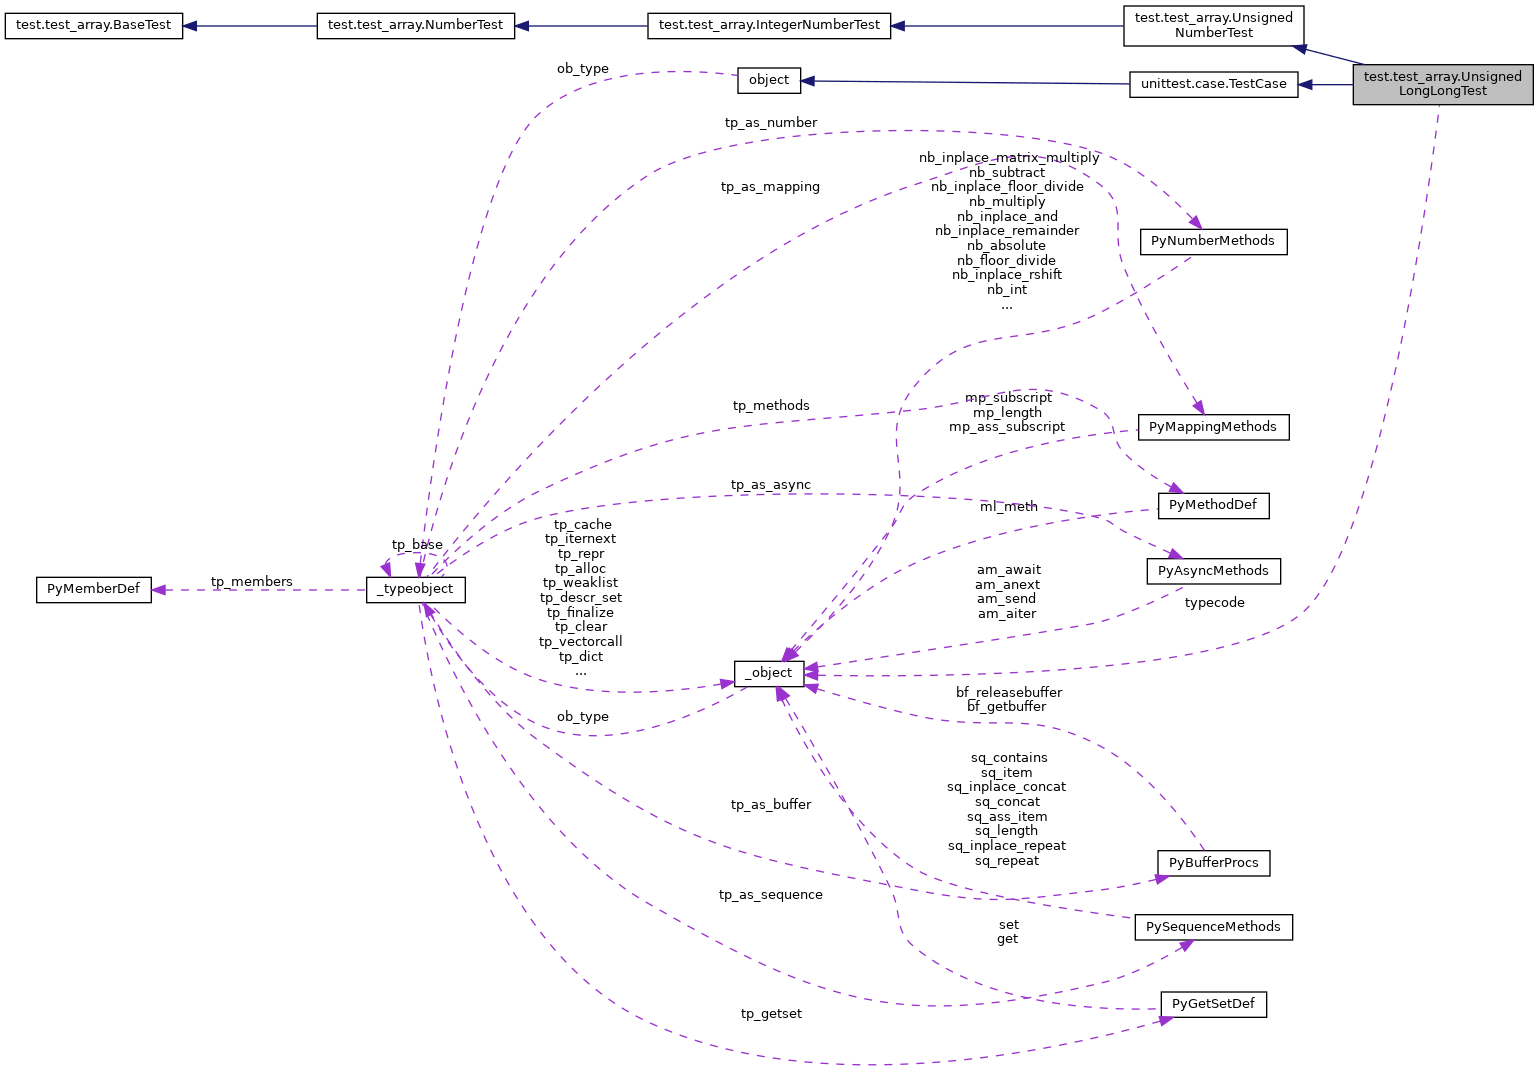 test.test_array.BaseTest
test.test_array.NumberTest
test.test_array.IntegerNumberTest
test.test_array.Unsigned
NumberTest
test.test_array.Unsigned
LongLongTest
ob_type
object
unittest.case.TestCase
tp_as_number
tp_as_mapping
nb_inplace_matrix_multiply
nb_subtract
nb_inplace_floor_divide
nb_multiply
nb_inplace_and
nb_inplace_remainder
nb_absolute
nb_floor_divide
nb_inplace_rshift
nb_int
...
PyNumberMethods
tp_methods
mp_subscript
mp_length
mp_ass_subscript
PyMappingMethods
tp_as_async
ml_meth
PyMethodDef
tp_base
tp_cache
tp_iternext
tp_repr
tp_alloc
tp_weaklist
tp_descr_set
tp_finalize
tp_clear
tp_vectorcall
tp_dict
...
PyMemberDef
tp_members
_typeobject
am_await
am_anext
am_send
am_aiter
PyAsyncMethods
typecode
_object
ob_type
bf_releasebuffer
bf_getbuffer
tp_as_buffer
sq_contains
sq_item
sq_inplace_concat
sq_concat
sq_ass_item
sq_length
sq_inplace_repeat
sq_repeat
PyBufferProcs
tp_as_sequence
set
get
PySequenceMethods
tp_getset
PyGetSetDef